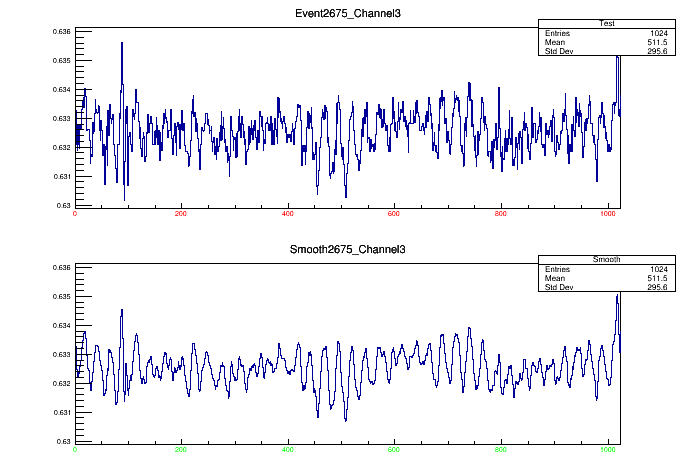 Event2675_Channel3
Test
Entries 1024
Mean 511.5
Std Dev 295.6
0.636
0.635
0.634
0.633
0.632
0.631
0.63
0 200 400 600 800 1000
Smooth2675_Channel3
Smooth
Entries 1024
Mean 511.5
Std Dev 295.6
0.636
0.635
0.634
0.633
0.632
0.631
0.63
0 200 400 600 800 1000